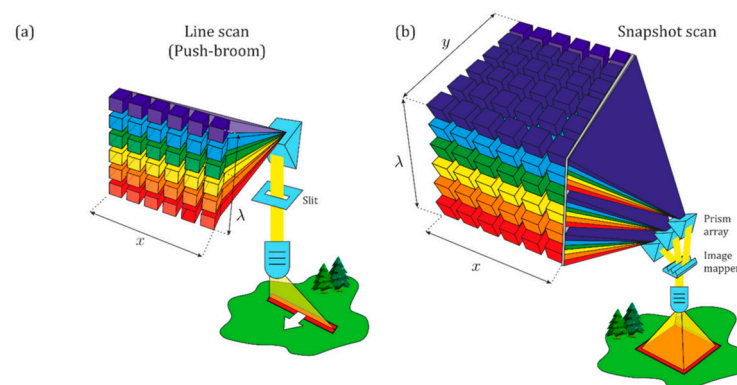 (a)
Line scan
(Push-broom)
λ
Slit
x
(b)
Snapshot scan
y
λ
x
Prism
array
Image
mapper